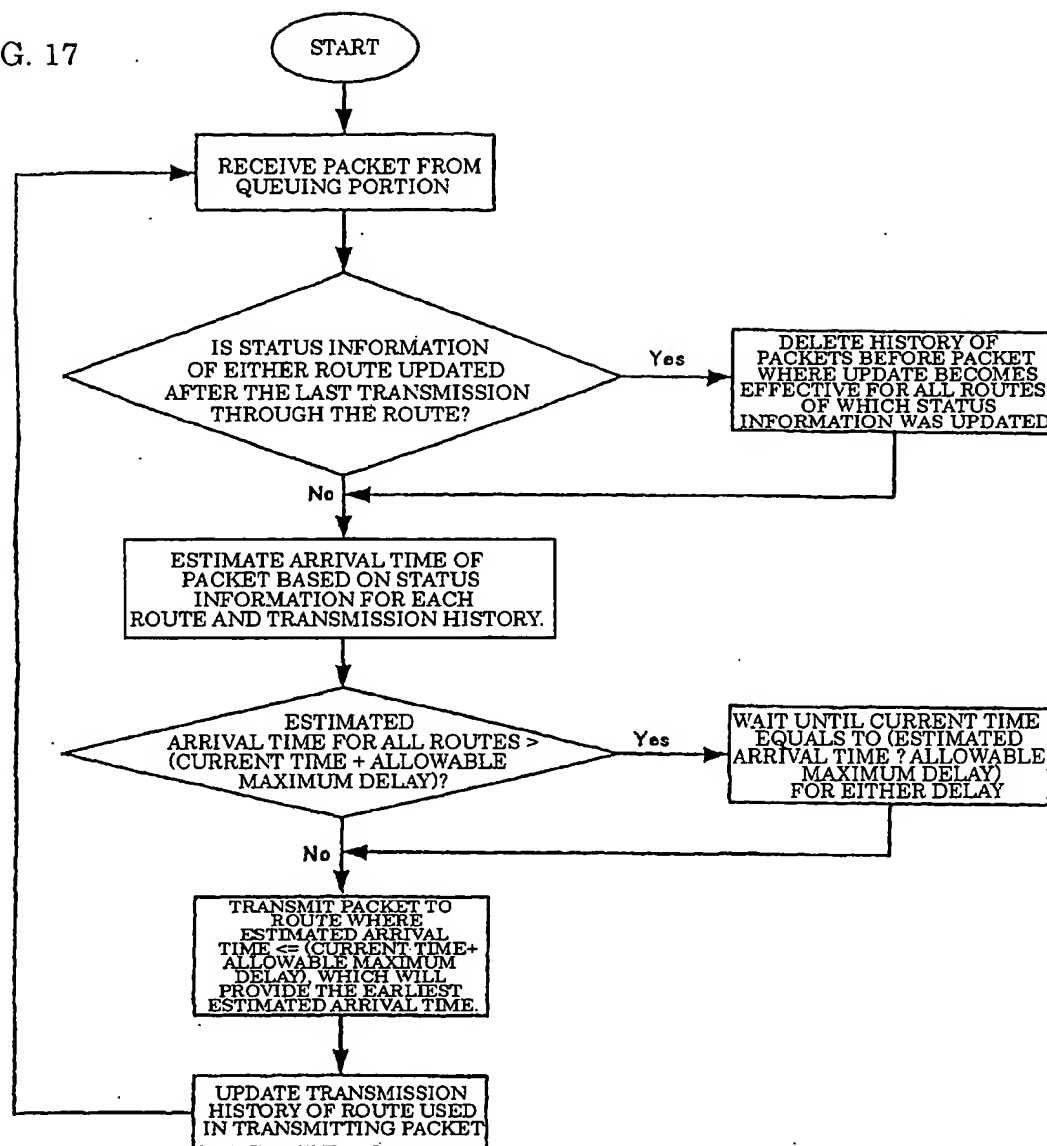 G. 17
START
RECEIVE PACKET FROM
QUEUING PORTION
IS STATUS INFORMATION
OF EITHER ROUTE UPDATED
AFTER THE LAST TRANSMISSION
THROUGH THE ROUTE?
Yes
DELETE HISTORY OF
PACKETS BEFORE PACKET
WHERE UPDATE BECOMES
EFFECTIVE FOR ALL ROUTES
OF WHICH STATUS
INFORMATION WAS UPDATED
No
ESTIMATE ARRIVAL TIME OF
PACKET BASED ON STATUS
INFORMATION FOR EACH
ROUTE AND TRANSMISSION HISTORY.
ESTIMATED
ARRIVAL TIME FOR ALL ROUTES >
(CURRENT TIME + ALLOWABLE
MAXIMUM DELAY)?
Yes
WAIT UNTIL CURRENT TIME
EQUALS TO (ESTIMATED
ARRIVAL TIME ? ALLOWABLE
MAXIMUM DELAY)
FOR EITHER DELAY
No
TRANSMIT PACKET TO
ROUTE WHERE
ESTIMATED ARRIVAL
TIME <= (CURRENT TIME+
ALLOWABLE MAXIMUM
DELAY), WHICH WILL
PROVIDE THE EARLIEST
ESTIMATED ARRIVAL TIME.
UPDATE TRANSMISSION
HISTORY OF ROUTE USED
IN TRANSMITTING PACKET